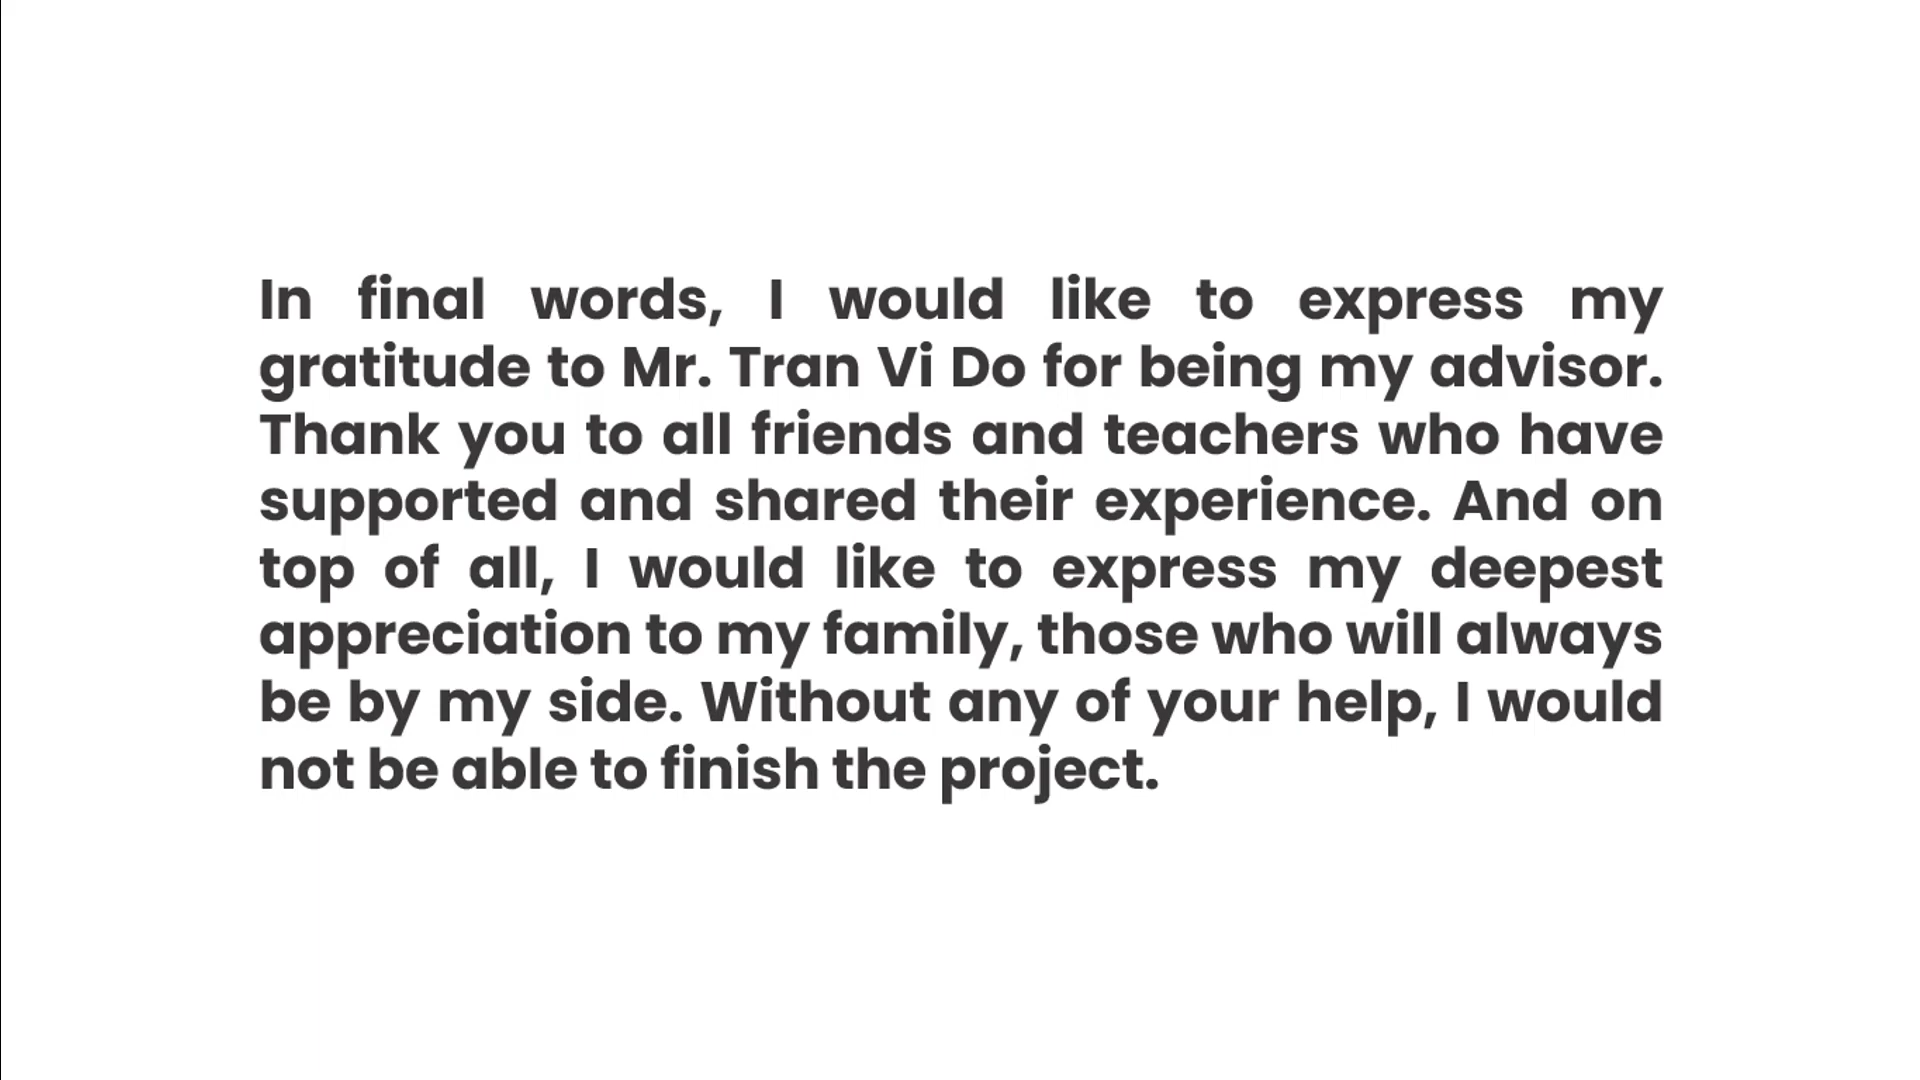 In final words, I would like to express my
gratitude to Mr. Tran Vi Do for being my advisor.
Thank you to all friends and teachers who have
supported and shared their experience. And on
top of all, I would like to express my deepest
appreciation to my family, those who will always
be by my side. Without any of your help, I would
not be able to finish the project.